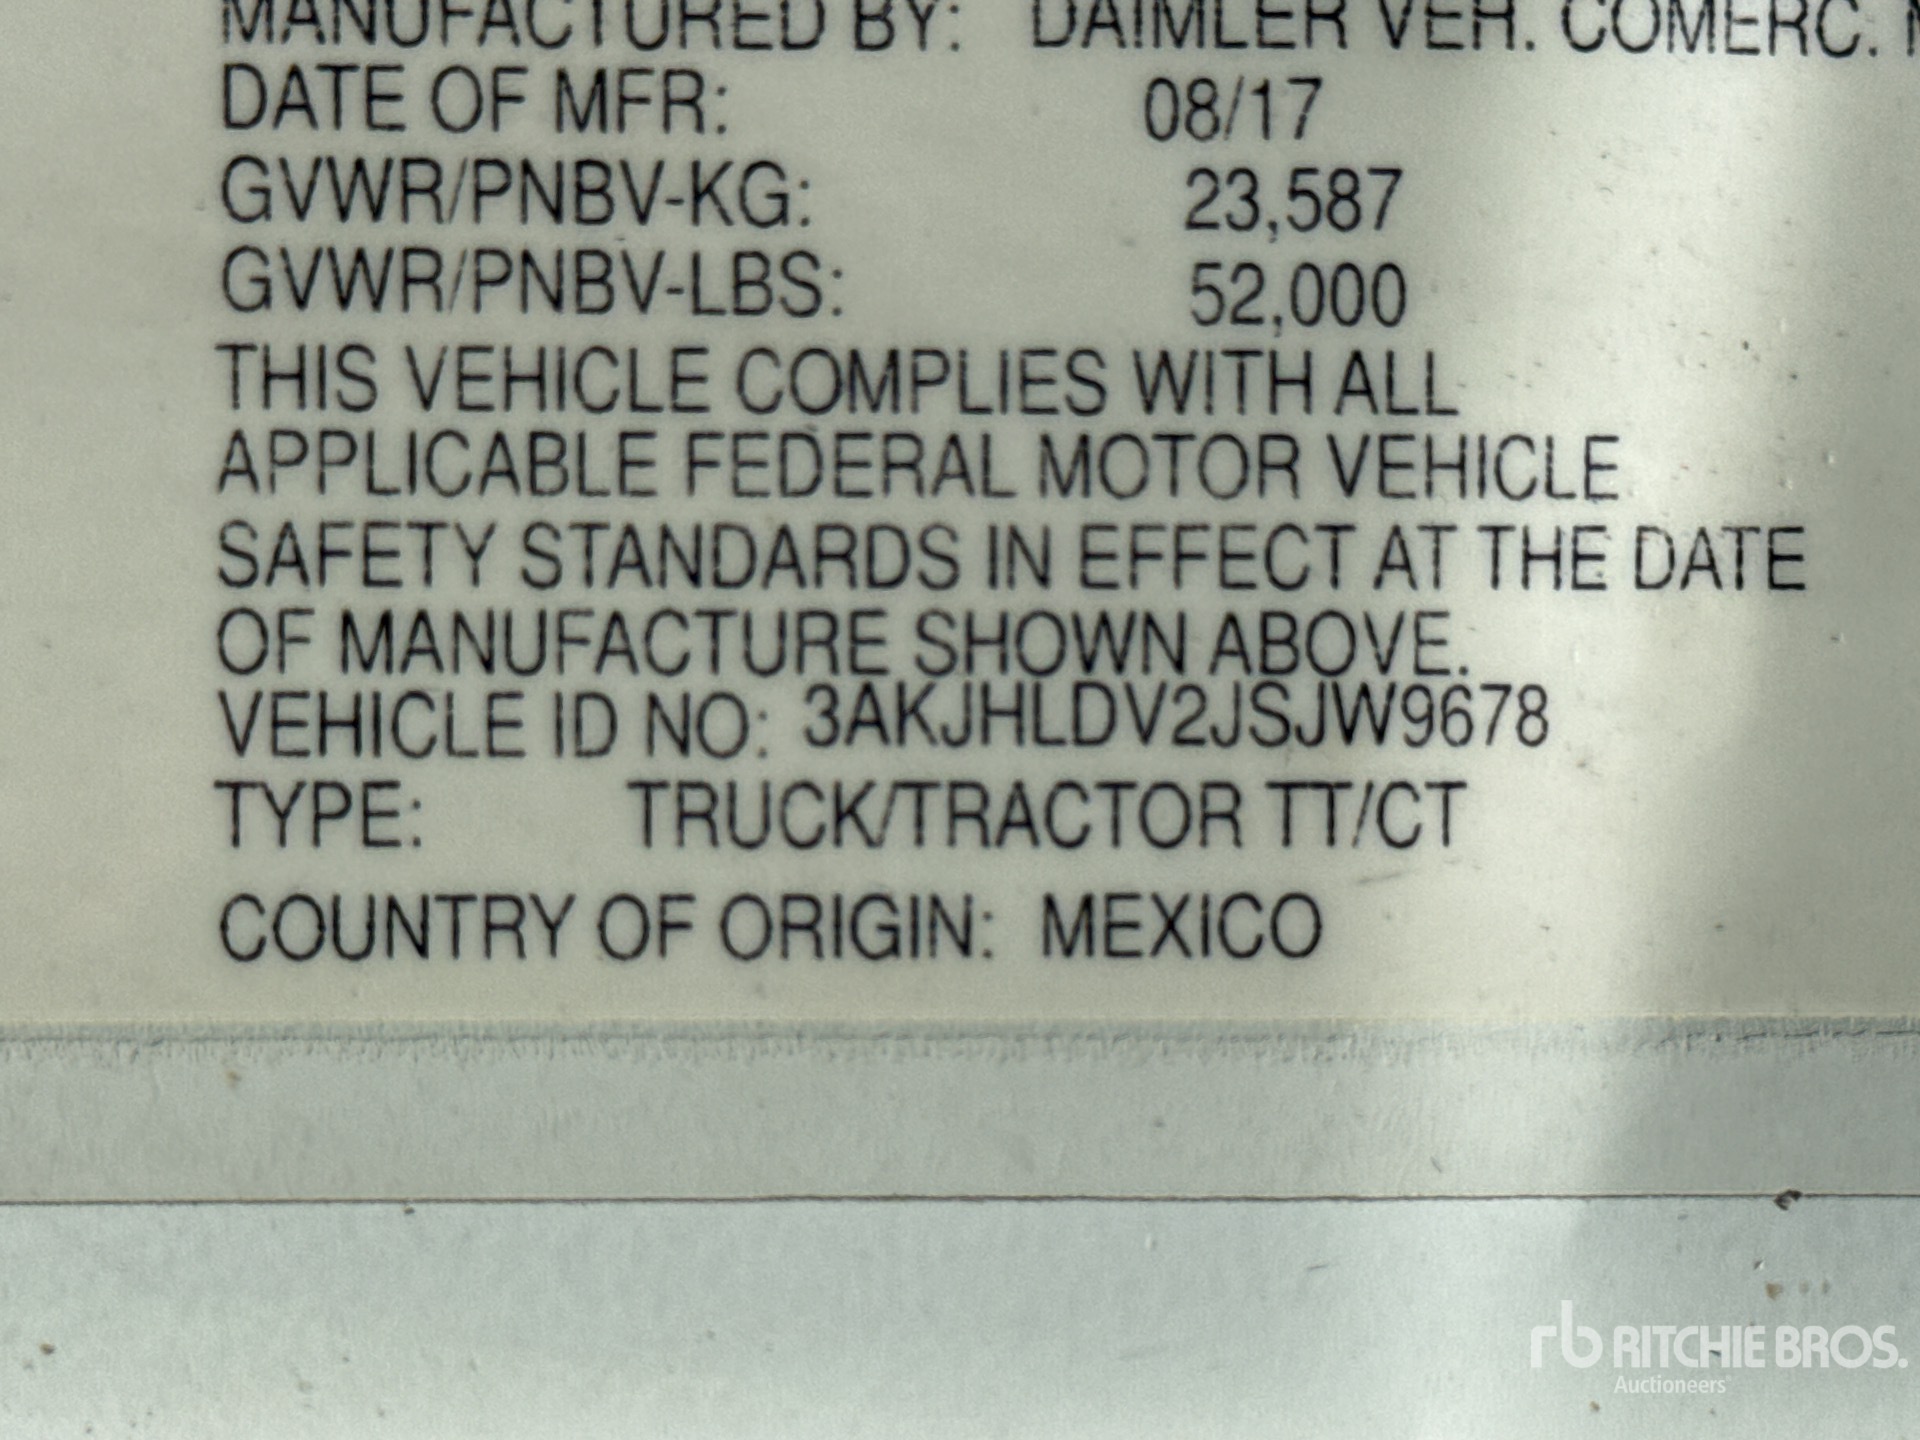 MANUFACTURED BY: DAIMLER VEH. COMERC.
DATE OF MFR: 08/17
GVWR/PNBV-KG: 23,587
GVWR/PNBV-LBS: 52,000
THIS VEHICLE COMPLIES WITH ALL
APPLICABLE FEDERAL MOTOR VEHICLE
SAFETY STANDARDS IN EFFECT AT THE DATE
OF MANUFACTURE SHOWN ABOVE.
VEHICLE ID NO: 3AKJHLDV2JSJW9678
TYPE: TRUCK/TRACTOR TT/CT
COUNTRY OF ORIGIN: MEXICO
rb RITCHIE BROS.
Auctioneers